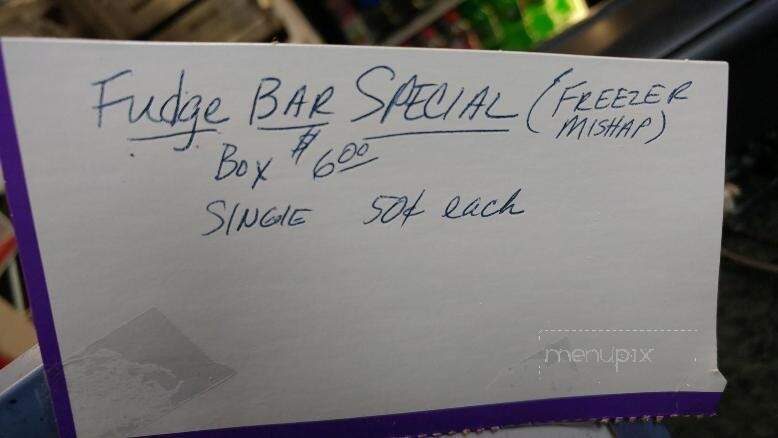 Fudge BAR SPECIAL (FREEZER
MISHAP)
BOX $6.00
SINGLE 50¢ each
menupix